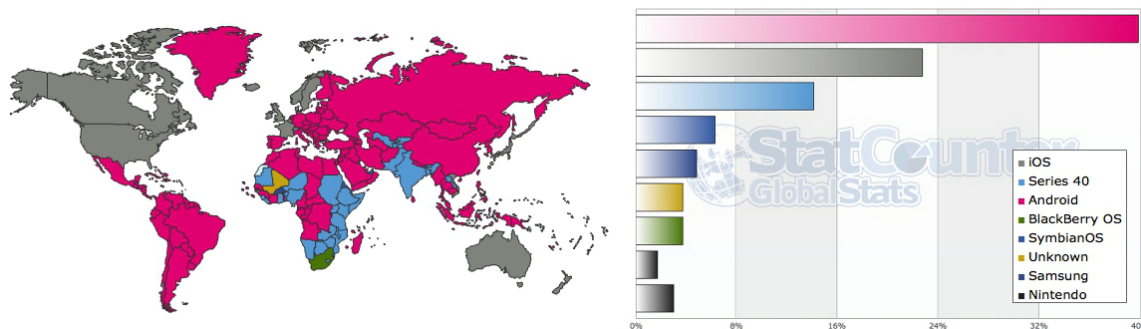 StatCounter
GlobalStats
iOS
Series 40
Android
BlackBerry OS
SymbianOS
Unknown
Samsung
Nintendo
0%
8%
16%
24%
32%
40